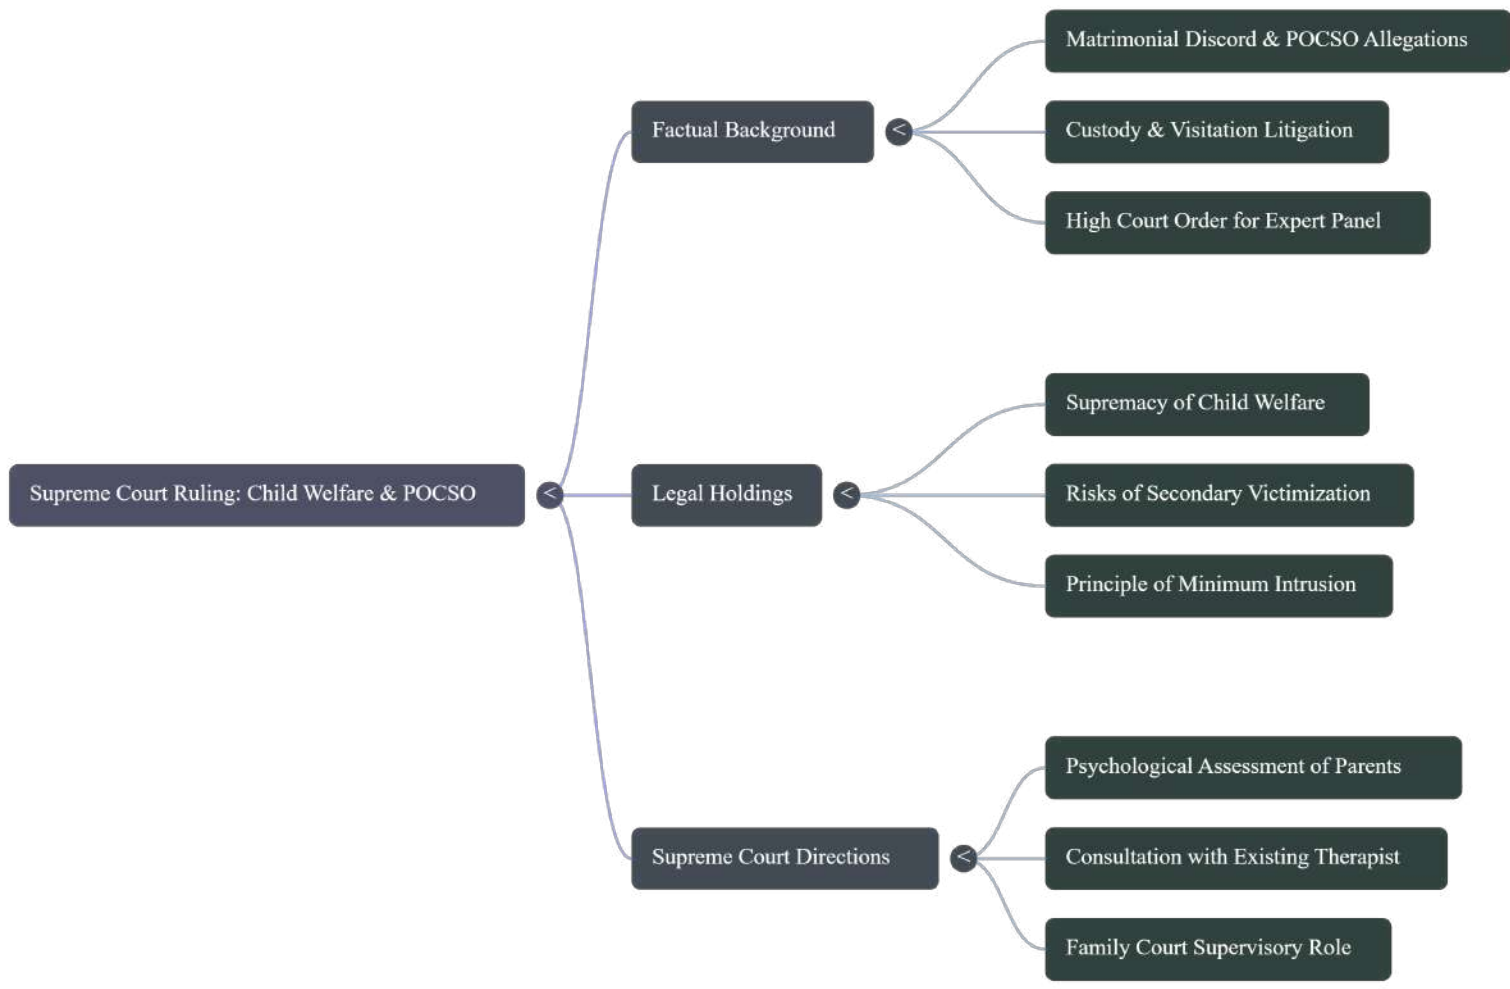 Supreme Court Ruling: Child Welfare & POCSO
<
Factual Background
<
Matrimonial Discord & POCSO Allegations
Custody & Visitation Litigation
High Court Order for Expert Panel
Legal Holdings
<
Supremacy of Child Welfare
Risks of Secondary Victimization
Principle of Minimum Intrusion
Supreme Court Directions
<
Psychological Assessment of Parents
Consultation with Existing Therapist
Family Court Supervisory Role